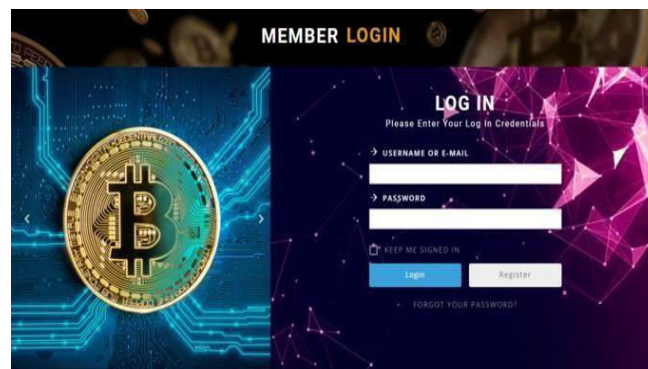 MEMBER LOGIN
LOG IN
Please Enter Your Log In Credentials
→ USERNAME OR E-MAIL
→ PASSWORD
KEEP ME SIGNED IN
Login Register
FORGOT YOUR PASSWORD?